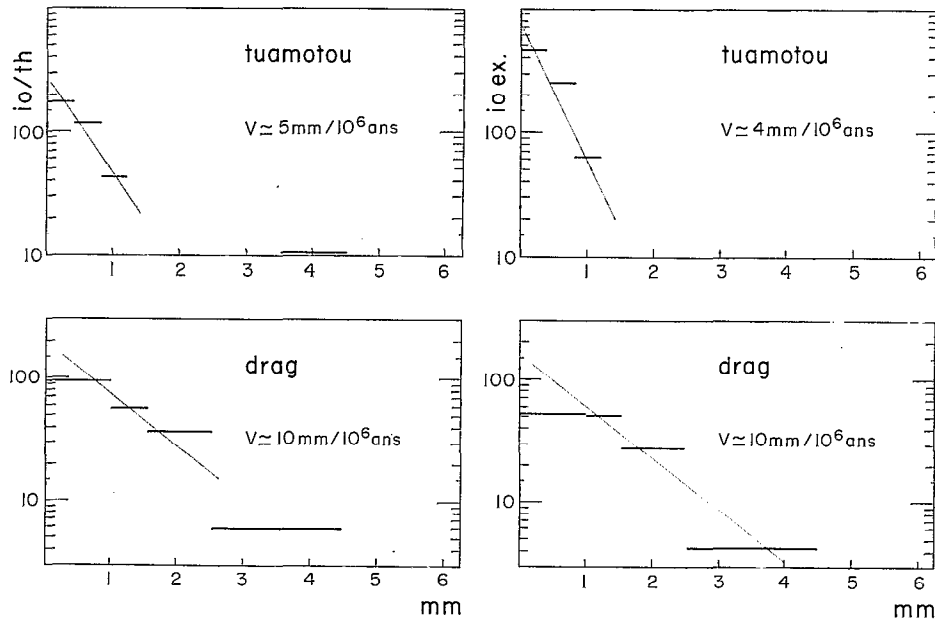 io/th
tuamotou
V ≃ 5mm/10⁶ans
100
10
1 2 3 4 5 6
io ex.
tuamotou
V ≃ 4mm/10⁶ans
100
10
1 2 3 4 5 6
drag
V ≃ 10mm/10⁶ans
100
10
1 2 3 4 5 6
mm
drag
V ≃ 10mm/10⁶ans
100
10
1 2 3 4 5 6
mm